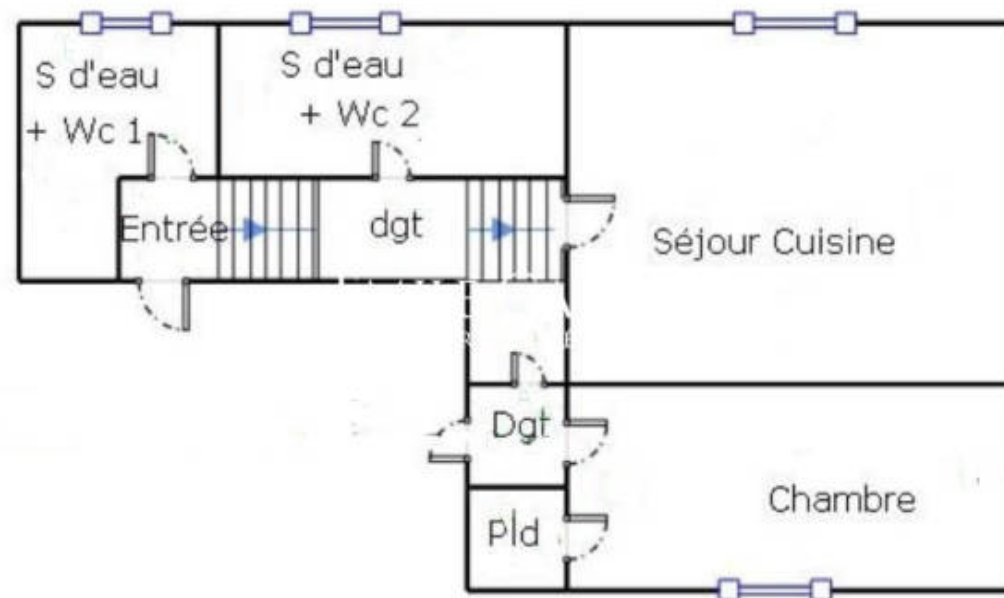 S d'eau
+ Wc 1
S d'eau
+ Wc 2
Entrée
dgt
Séjour Cuisine
Dgt
Chambre
pld